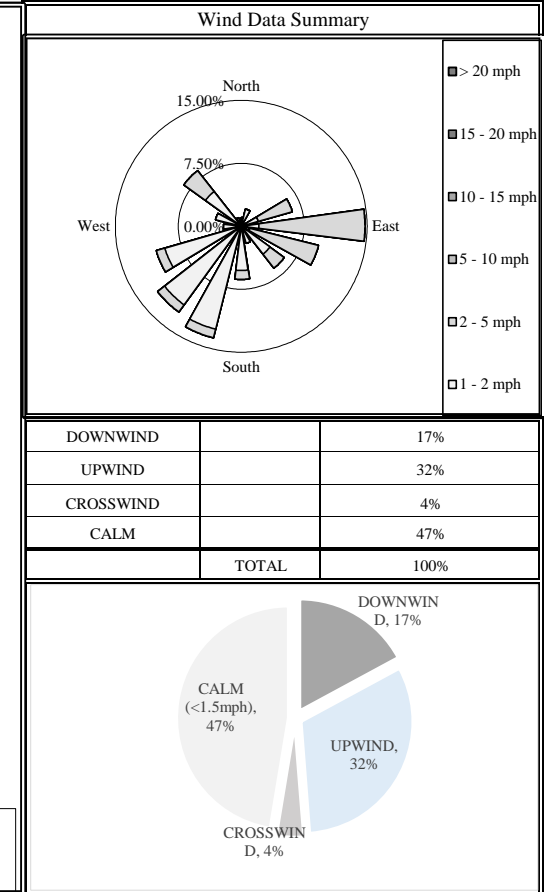 Wind Data Summary
North
15.00%
7.50%
West
0.00%
East
South
> 20 mph
15 - 20 mph
10 - 15 mph
5 - 10 mph
2 - 5 mph
1 - 2 mph
DOWNWIND 17%
UPWIND 32%
CROSSWIND 4%
CALM 47%
TOTAL 100%
DOWNWIN
D, 17%
CALM
(<1.5mph),
47%
UPWIND,
32%
CROSSWIN
D, 4%